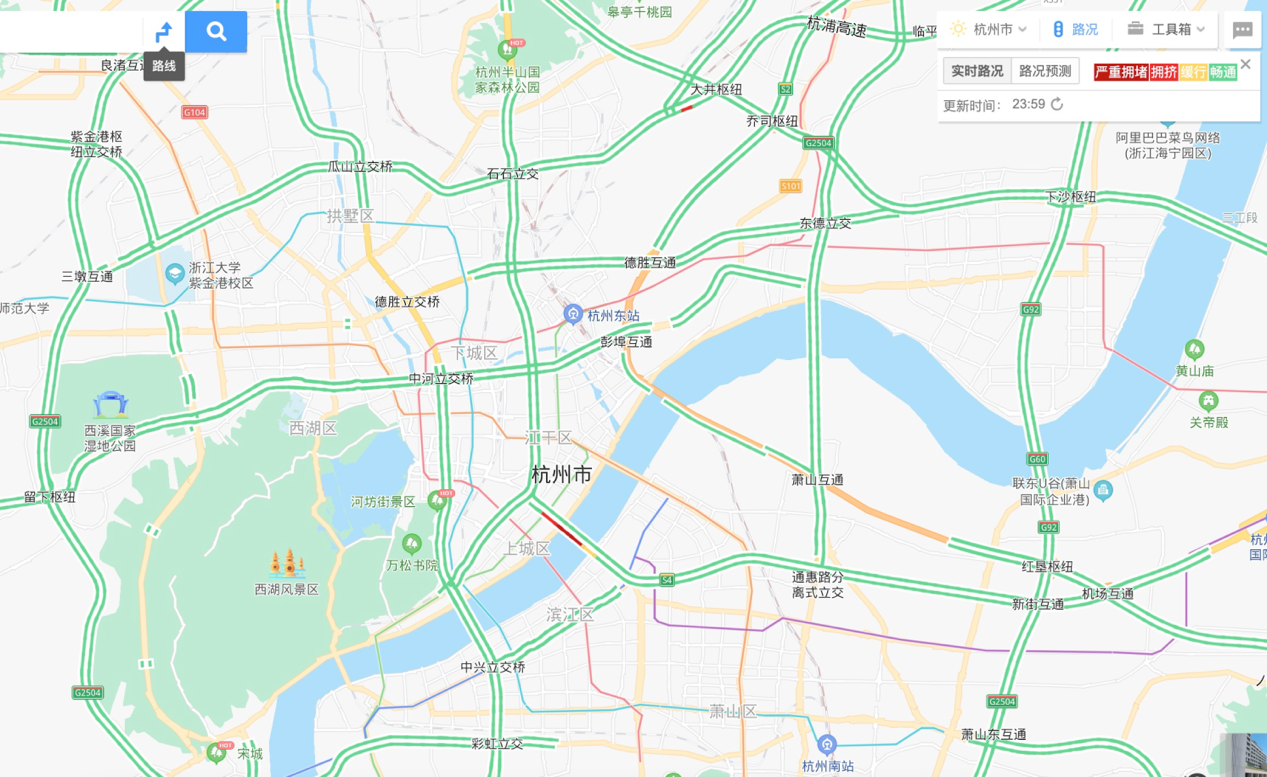 皋亭千桃园
杭浦高速
临平
杭州市
路况
工具箱
路线
良渚互通
实时路况
路况预测
严重拥堵
拥挤
缓行
畅通
更新时间：
23:59
杭州半山国
家森林公园
HOT
大井枢纽
S2
G104
乔司枢纽
紫金港枢
纽立交桥
G2504
阿里巴巴菜鸟网络
(浙江海宁园区)
瓜山立交桥
石石立交
S101
下沙枢纽
拱墅区
东德立交
三工段
三墩互通
浙江大学
紫金港校区
德胜互通
师范大学
德胜立交桥
杭州东站
G92
彭埠互通
下城区
黄山庙
中河立交桥
西溪国家
湿地公园
G2504
关帝殿
西湖区
江干区
G60
杭州市
萧山互通
联东U谷(萧山
国际企业港)
留下枢纽
河坊街景区
HOT
G92
上城区
万松书院
西湖风景区
S4
通惠路分
离式立交
红垦枢纽
机场互通
新街互通
滨江区
中兴立交桥
G2504
G2504
萧山区
彩虹立交
萧山东互通
宋城
HOT
杭州南站